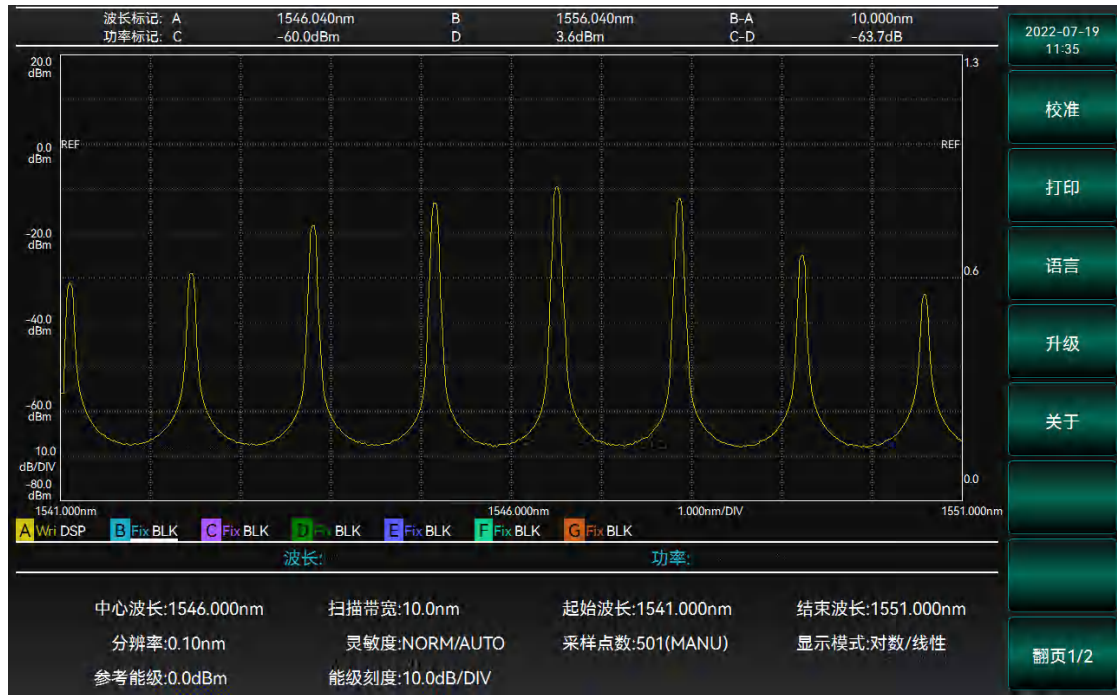 波长标记: A 1546.040nm B 1556.040nm B-A 10.000nm
功率标记: C -60.0dBm D 3.6dBm C-D -63.7dB
2022-07-19
11:35
校准
打印
语言
升级
关于
翻页1/2
20.0
dBm
1.3
0.0
dBm
REF
REF
-20.0
dBm
0.6
-40.0
dBm
-60.0
dBm
10.0
dB/DIV
-80.0
dBm
0.0
1541.000nm 1546.000nm 1.000nm/DIV 1551.000nm
A Wri DSP B Fix BLK C Fix BLK D Fix BLK E Fix BLK F Fix BLK G Fix BLK
波长: 功率:
中心波长:1546.000nm 扫描带宽:10.0nm 起始波长:1541.000nm 结束波长:1551.000nm
分辨率:0.10nm 灵敏度:NORM/AUTO 采样点数:501(MANU) 显示模式:对数/线性
参考能级:0.0dBm 能级刻度:10.0dB/DIV